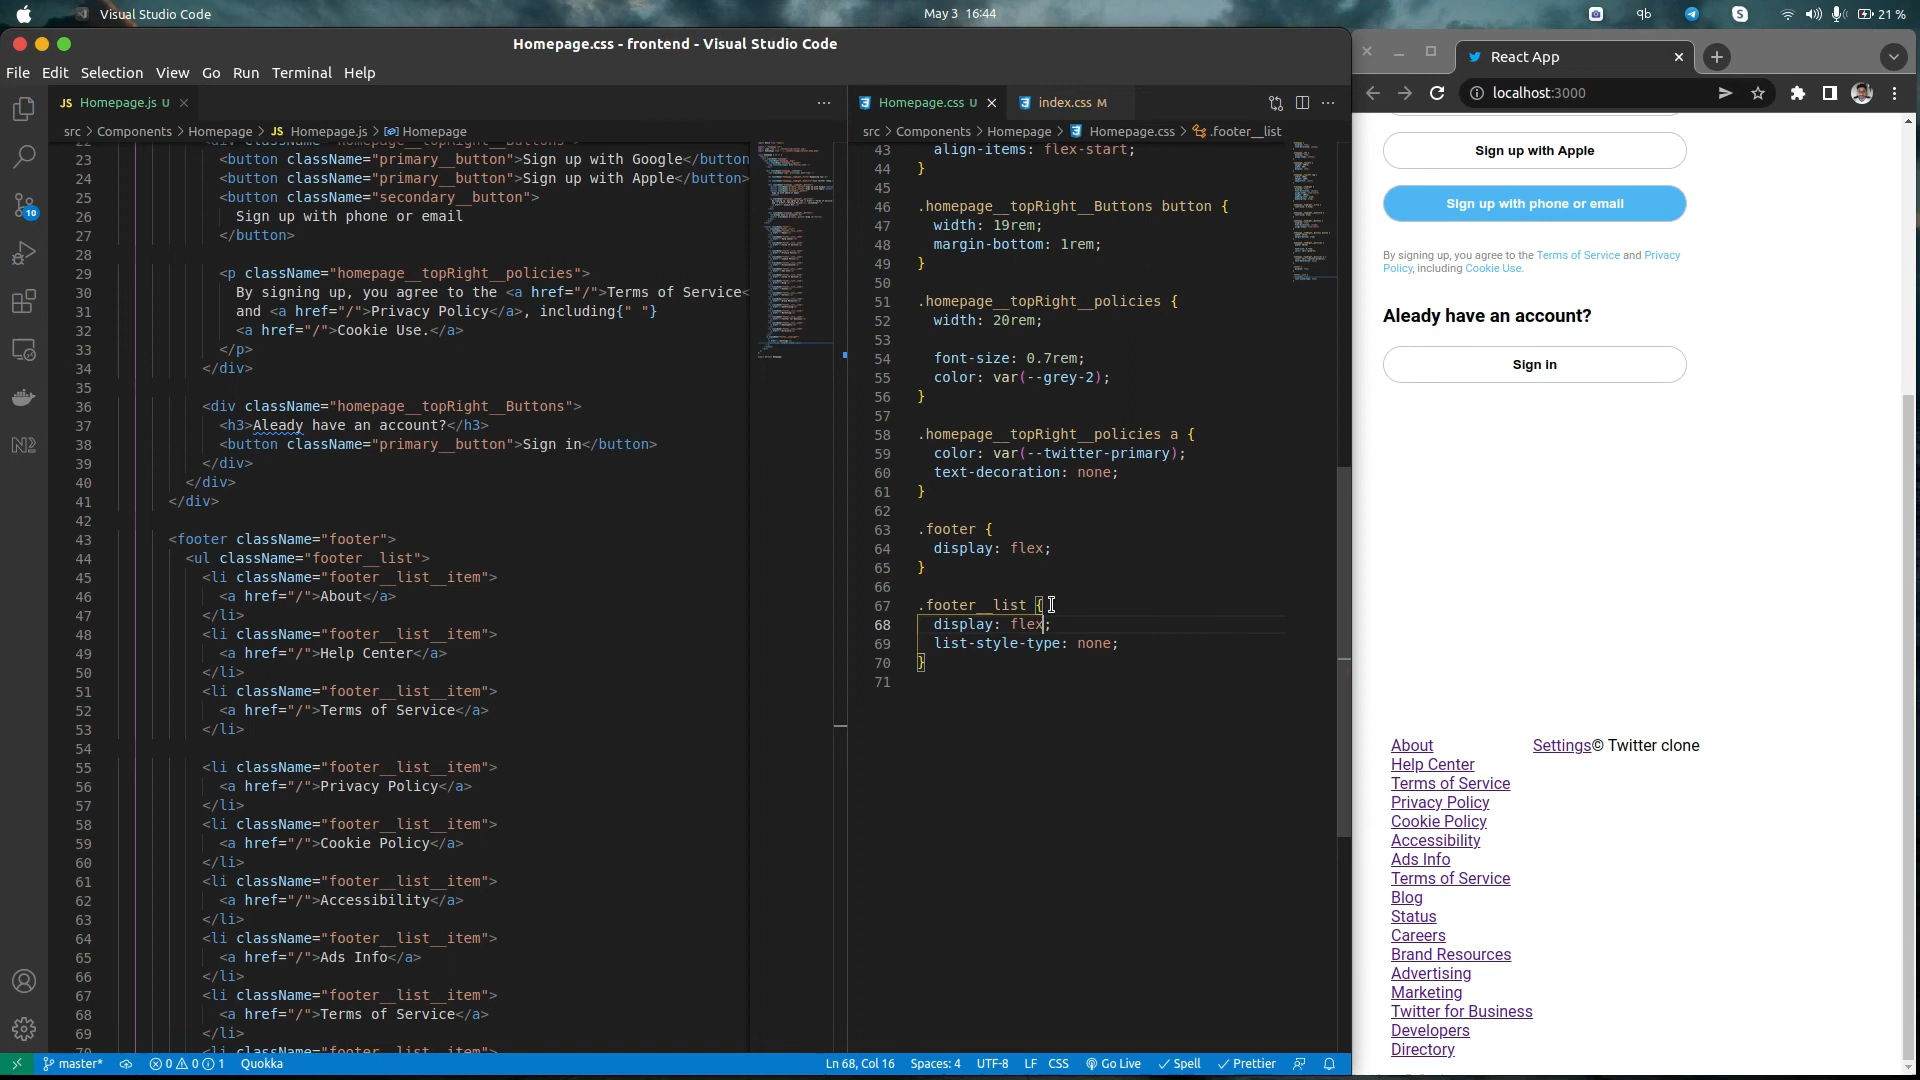 Visual Studio Code
May 3 16:44
qb
S
21 %
Homepage.css - frontend - Visual Studio Code
File Edit Selection View Go Run Terminal Help
JS Homepage.js U
src > Components > Homepage > JS Homepage.js > Homepage
23 <button className="primary__button">Sign up with Google</button
24 <button className="primary__button">Sign up with Apple</button>
25 <button className="secondary__button">
26 Sign up with phone or email
27 </button>
28
29 <p className="homepage__topRight__policies">
30 By signing up, you agree to the <a href="/">Terms of Service<
31 and <a href="/">Privacy Policy</a>, including{" "}
32 <a href="/">Cookie Use.</a>
33 </p>
34 </div>
35
36 <div className="homepage__topRight__Buttons">
37 <h3>Aleady have an account?</h3>
38 <button className="primary__button">Sign in</button>
39 </div>
40 </div>
41 </div>
42
43 <footer className="footer">
44 <ul className="footer__list">
45 <li className="footer__list__item">
46 <a href="/">About</a>
47 </li>
48 <li className="footer__list__item">
49 <a href="/">Help Center</a>
50 </li>
51 <li className="footer__list__item">
52 <a href="/">Terms of Service</a>
53 </li>
54
55 <li className="footer__list__item">
56 <a href="/">Privacy Policy</a>
57 </li>
58 <li className="footer__list__item">
59 <a href="/">Cookie Policy</a>
60 </li>
61 <li className="footer__list__item">
62 <a href="/">Accessibility</a>
63 </li>
64 <li className="footer__list__item">
65 <a href="/">Ads Info</a>
66 </li>
67 <li className="footer__list__item">
68 <a href="/">Terms of Service</a>
69 </li>
10
Homepage.css U
index.css M
src > Components > Homepage > Homepage.css > .footer__list
43 align-items: flex-start;
44 }
45
46 .homepage__topRight__Buttons button {
47 width: 19rem;
48 margin-bottom: 1rem;
49 }
50
51 .homepage__topRight__policies {
52 width: 20rem;
53
54 font-size: 0.7rem;
55 color: var(--grey-2);
56 }
57
58 .homepage__topRight__policies a {
59 color: var(--twitter-primary);
60 text-decoration: none;
61 }
62
63 .footer {
64 display: flex;
65 }
66
67 .footer__list {
68 display: flex;
69 list-style-type: none;
70 }
71
master*
0 0 1
Quokka
Ln 68, Col 16
Spaces: 4
UTF-8
LF
CSS
Go Live
Spell
Prettier
React App
localhost:3000
Sign up with Apple
Sign up with phone or email
By signing up, you agree to the Terms of Service and Privacy
Policy, including Cookie Use.
Aleady have an account?
Sign in
About
Settings© Twitter clone
Help Center
Terms of Service
Privacy Policy
Cookie Policy
Accessibility
Ads Info
Terms of Service
Blog
Status
Careers
Brand Resources
Advertising
Marketing
Twitter for Business
Developers
Directory